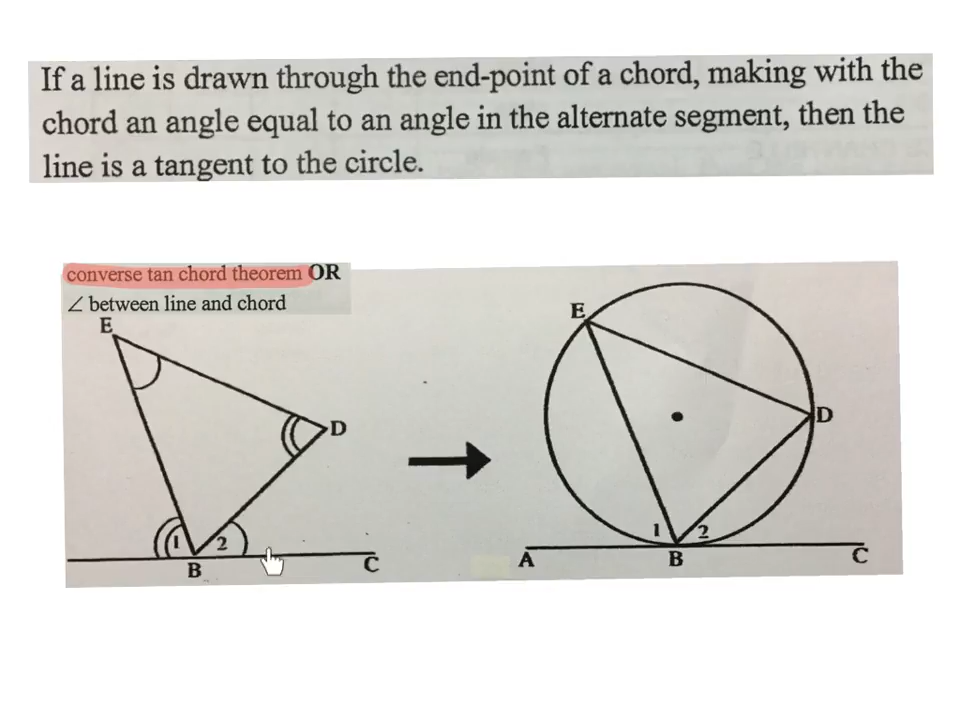 If a line is drawn through the end-point of a chord, making with the
chord an angle equal to an angle in the alternate segment, then the
line is a tangent to the circle.
converse tan chord theorem OR
∠ between line and chord
E
D
1 2
B
C
E
D
1 2
A
B
C